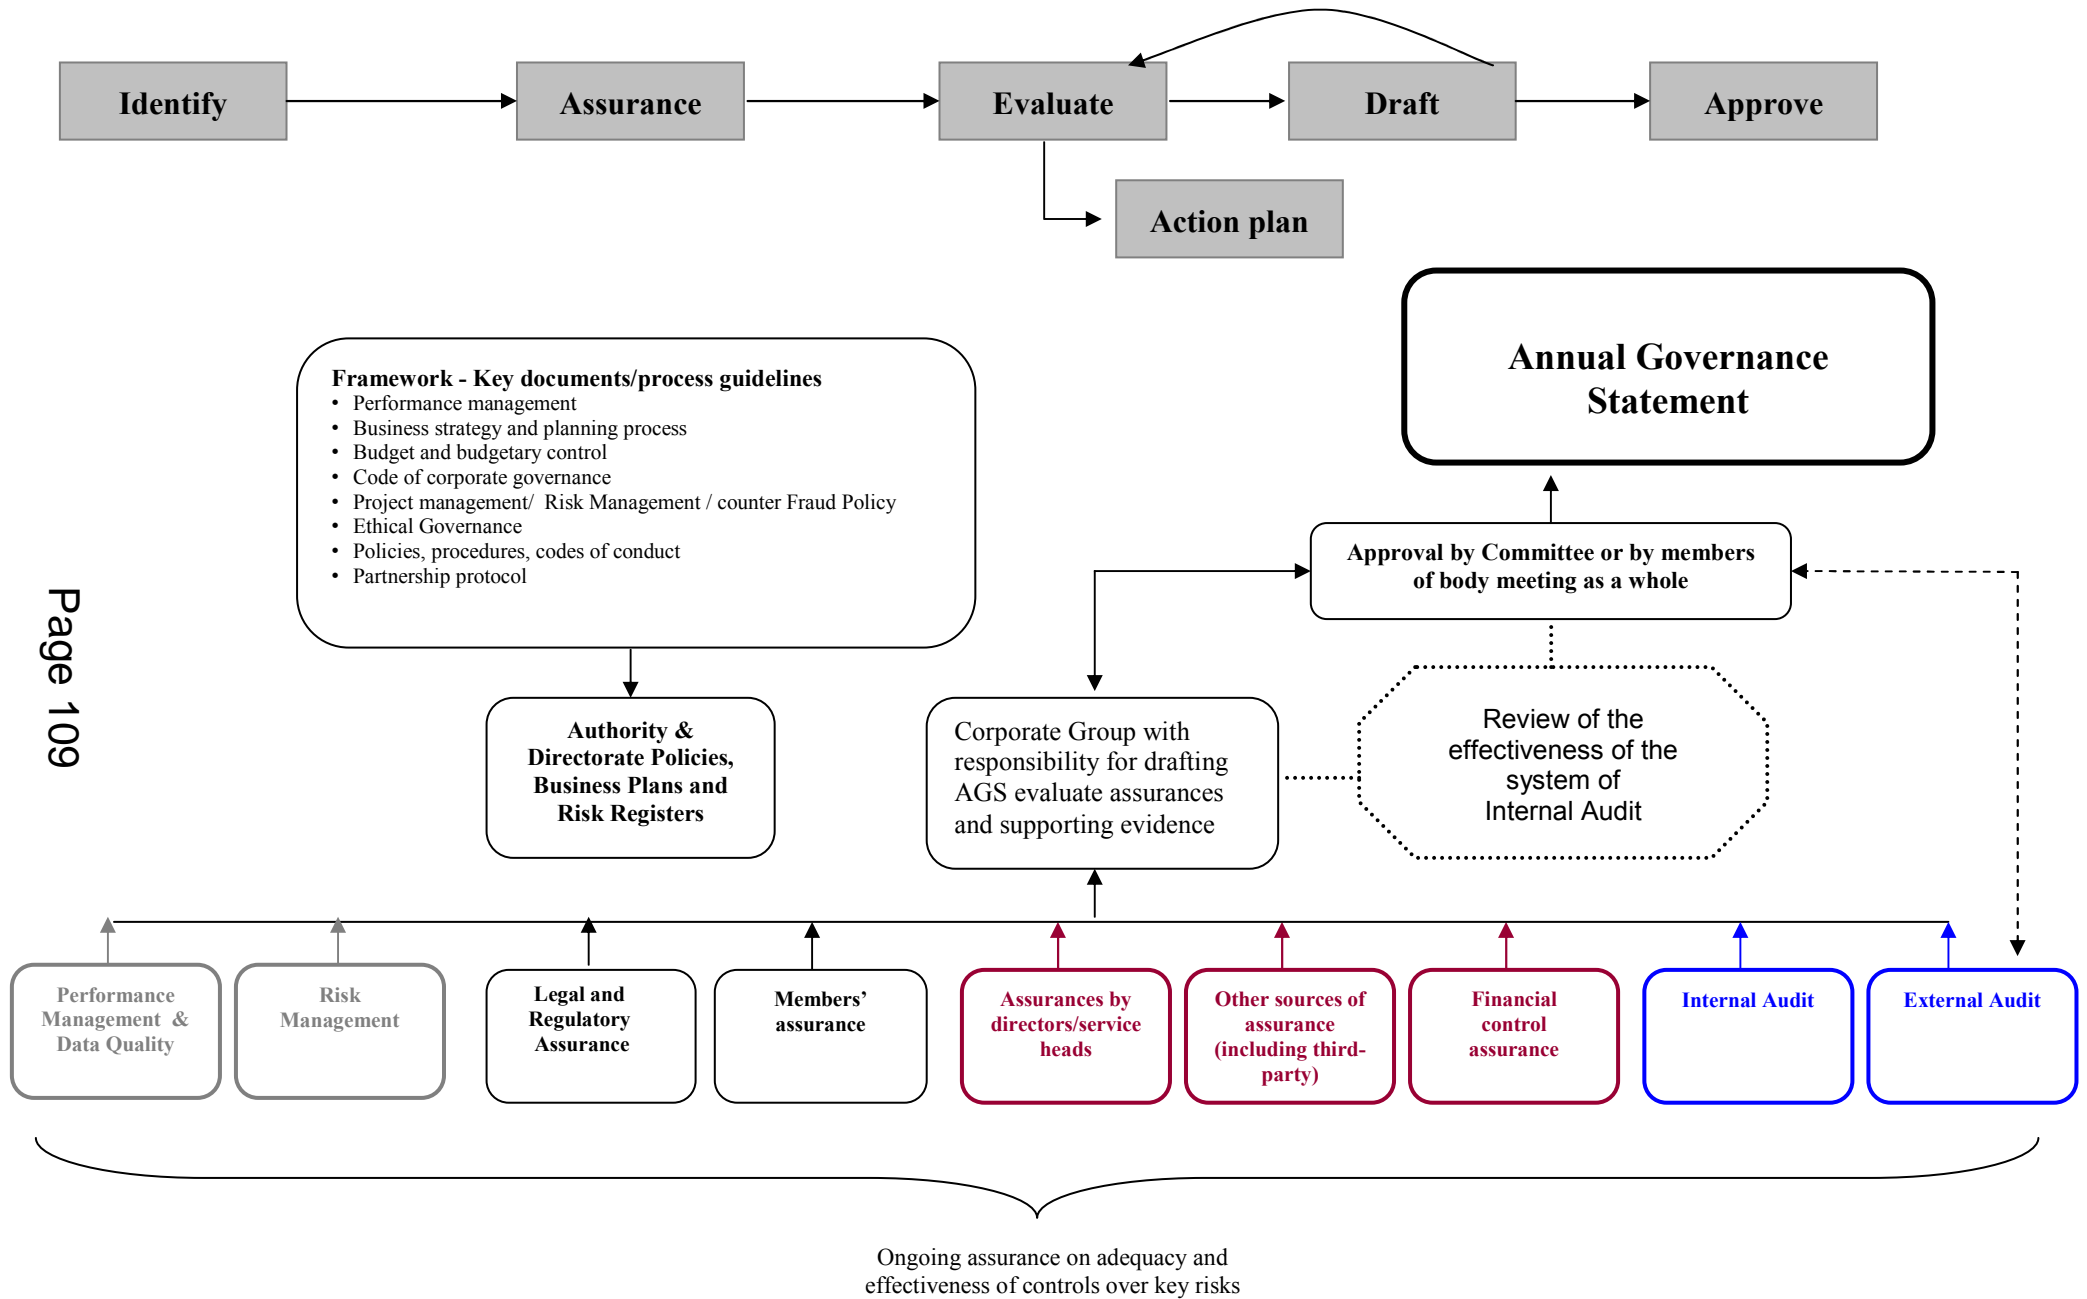 Identify
Assurance
Evaluate
Draft
Approve
Action plan
Annual Governance
Statement
Framework - Key documents/process guidelines
• Performance management
• Business strategy and planning process
• Budget and budgetary control
• Code of corporate governance
• Project management/ Risk Management / counter Fraud Policy
• Ethical Governance
• Policies, procedures, codes of conduct
• Partnership protocol
Approval by Committee or by members
of body meeting as a whole
Page 109
Authority &
Directorate Policies,
Business Plans and
Risk Registers
Corporate Group with
responsibility for drafting
AGS evaluate assurances
and supporting evidence
Review of the
effectiveness of the
system of
Internal Audit
Performance
Management &
Data Quality
Risk
Management
Legal and
Regulatory
Assurance
Members’
assurance
Assurances by
directors/service
heads
Other sources of
assurance
(including third-
party)
Financial
control
assurance
Internal Audit
External Audit
Ongoing assurance on adequacy and
effectiveness of controls over key risks